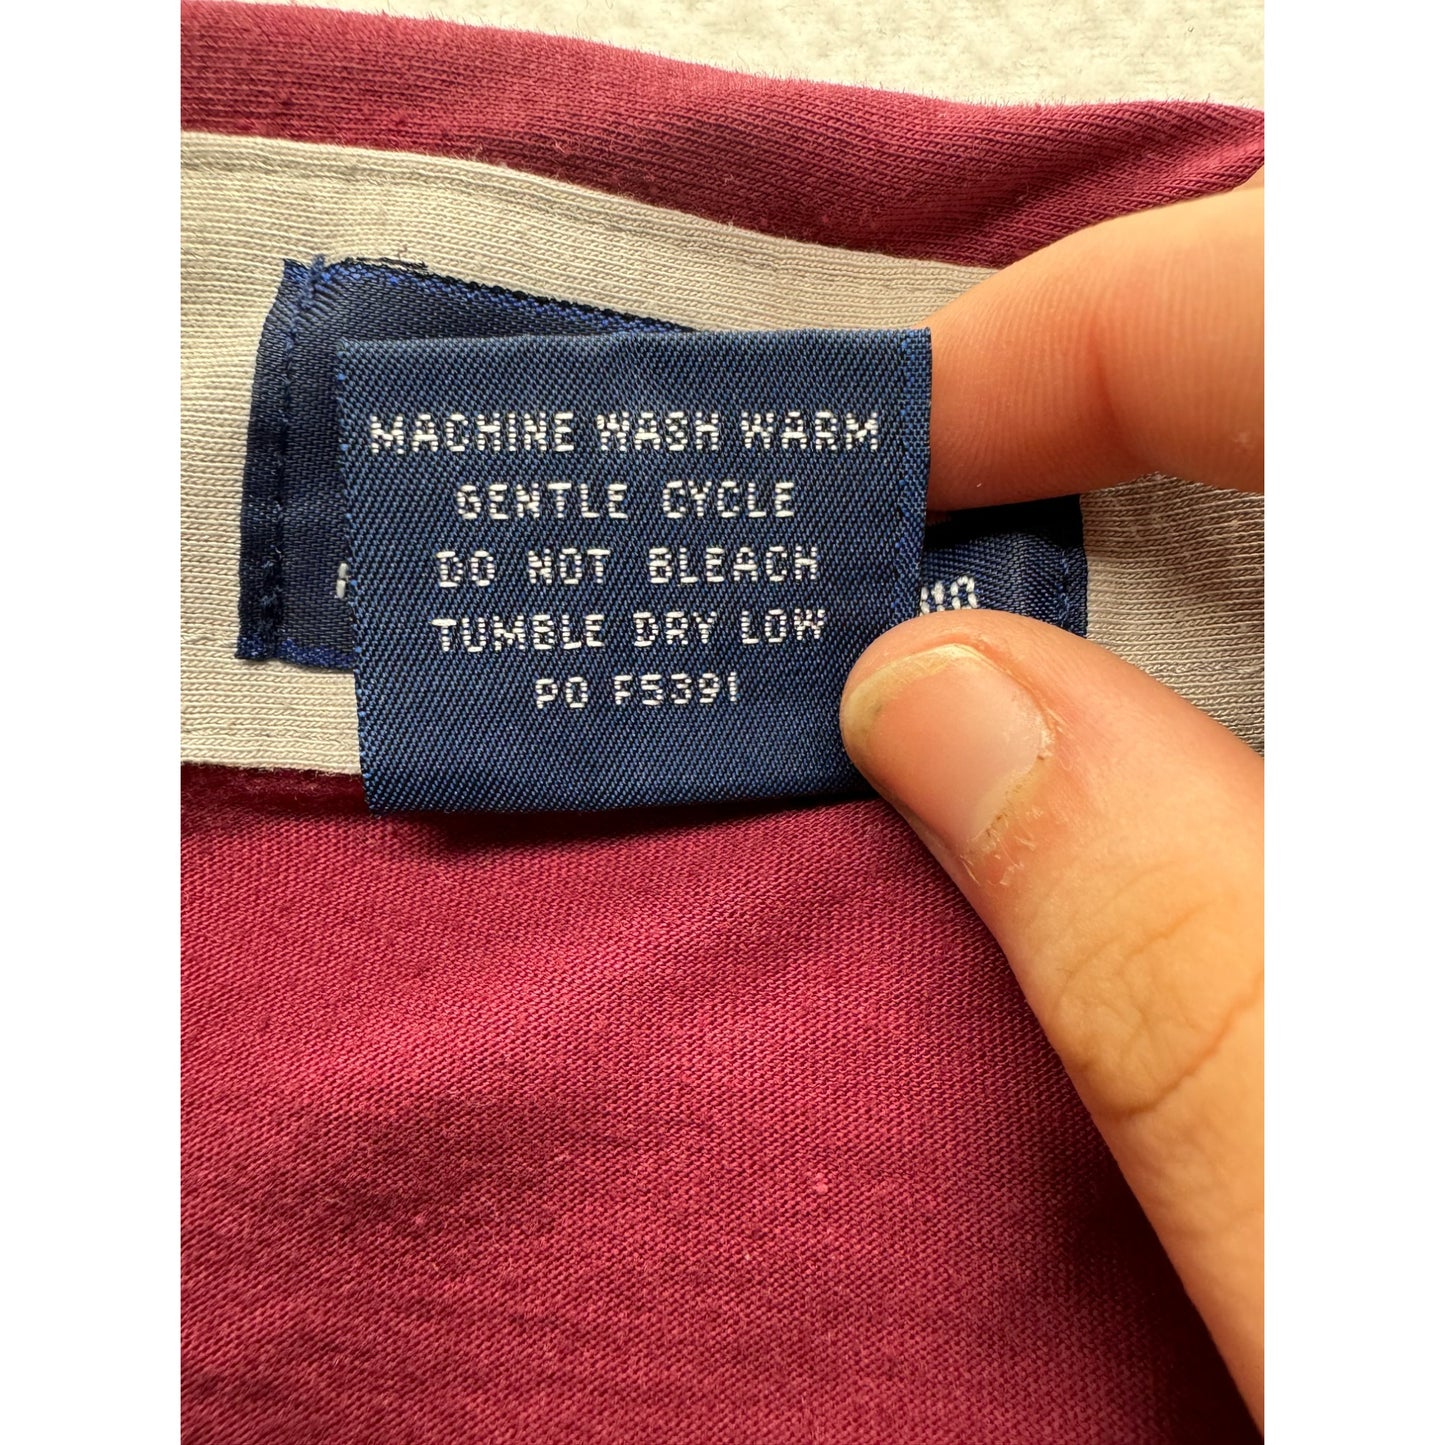 MACHINE WASH WARM
GENTLE CYCLE
DO NOT BLEACH
TUMBLE DRY LOW
PO F5391